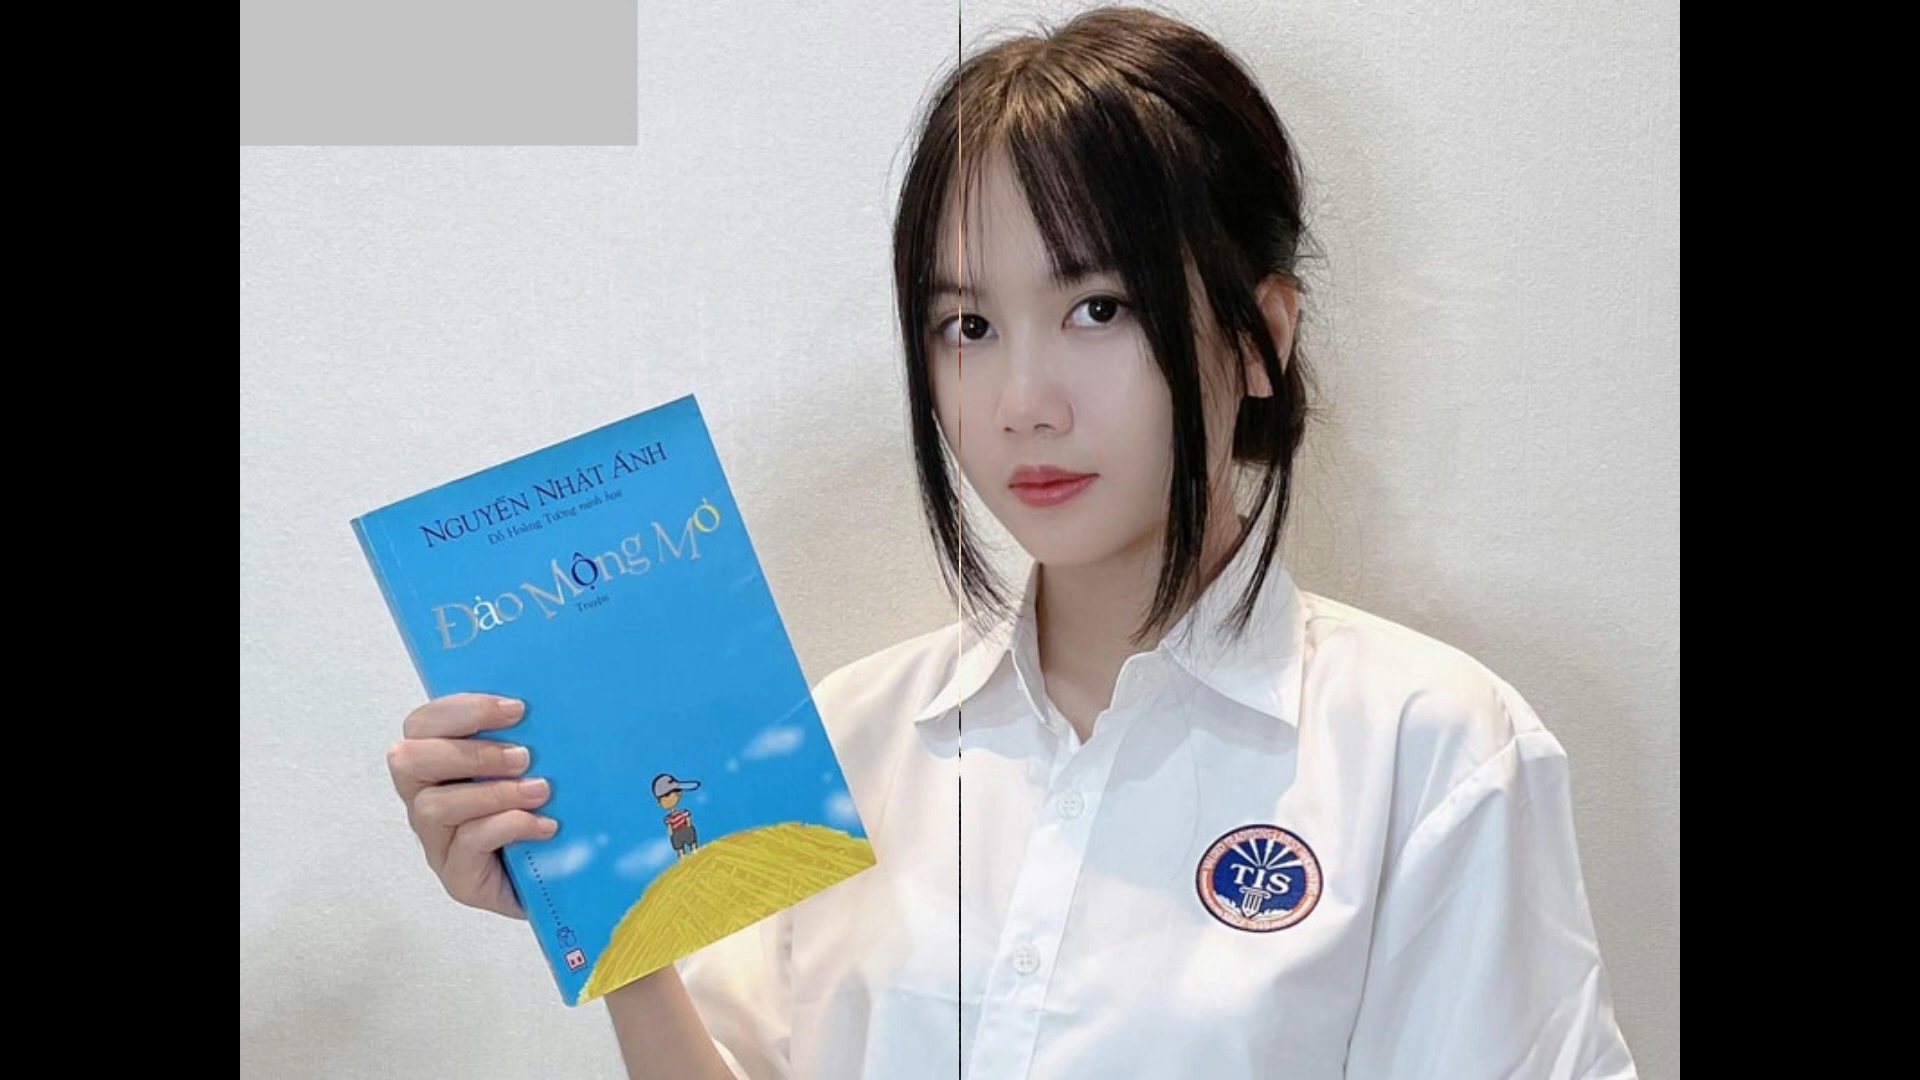 NGUYỄN NHẬT ÁNH
Đỗ Hoàng Tường minh họa
Đảo Mộng Mơ
Truyện
TIS